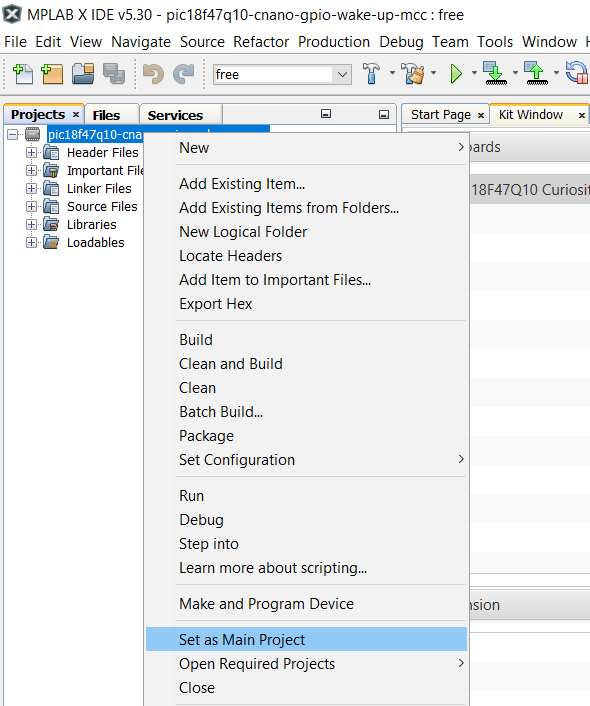 MPLAB X IDE v5.30 - pic18f47q10-cnano-gpio-wake-up-mcc : free
File Edit View Navigate Source Refactor Production Debug Team Tools Window H
free
Projects × Files Services
Start Page × Kit Window ×
pic18f47q10-cna
Header Files
Important File
Linker Files
Source Files
Libraries
Loadables
ards
18F47Q10 Curiosit
nsion
New
Add Existing Item...
Add Existing Items from Folders...
New Logical Folder
Locate Headers
Add Item to Important Files...
Export Hex
Build
Clean and Build
Clean
Batch Build...
Package
Set Configuration
Run
Debug
Step into
Learn more about scripting...
Make and Program Device
Set as Main Project
Open Required Projects
Close